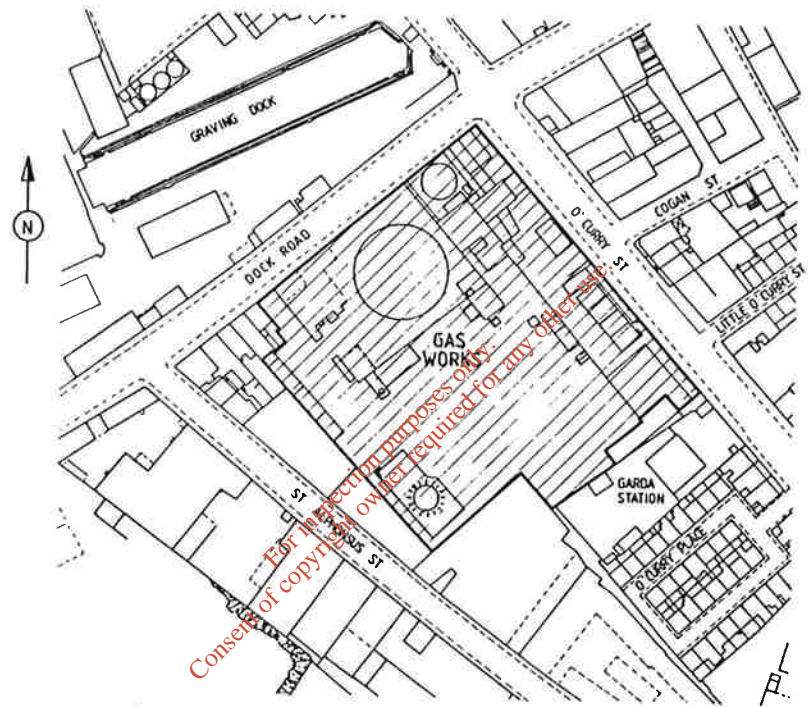 GRAVING DOCK
N
DOCK ROAD
O'CURRY ST
COGAN ST
LITTLE O'CURRY ST
GAS
WORKS
GARDA
STATION
O'CURRY PLACE
ST ALPHONSUS ST
For inspection purposes only.
Consent of copyright owner required for any other use.